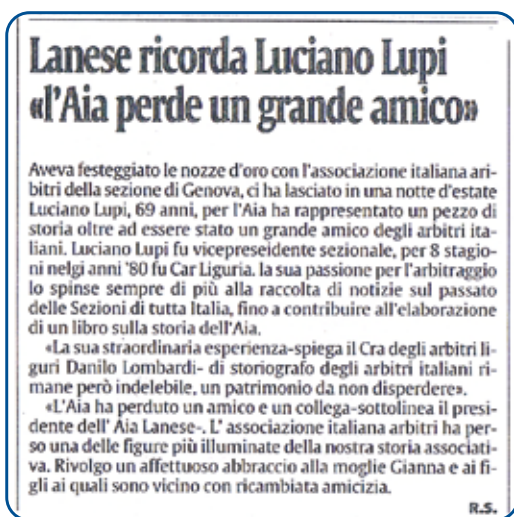 Lanese ricorda Luciano Lupi
«l'Aia perde un grande amico»
Aveva festeggiato le nozze d'oro con l'associazione italiana ari-
bitri della sezione di Genova, ci ha lasciato in una notte d'estate
Luciano Lupi, 69 anni, per l'Aia ha rappresentato un pezzo di
storia oltre ad essere stato un grande amico degli arbitri ita-
liani. Luciano Lupi fu vicepreseidente sezionale, per 8 stagio-
ni nelgi anni '80 fu Car Liguria. la sua passione per l'arbitraggio
lo spinse sempre di più alla raccolta di notizie sul passato
delle Sezioni di tutta Italia, fino a contribuire all'elaborazione
di un libro sulla storia dell'Aia.
«La sua straordinaria esperienza-spiega il Cra degli arbitri li-
guri Danilo Lombardi- di storiografo degli arbitri italiani ri-
mane però indelebile, un patrimonio da non disperdere».
«L'Aia ha perduto un amico e un collega-sottolinea il presi-
dente dell' Aia Lanese-. L' associazione italiana arbitri ha per-
so una delle figure più illuminate della nostra storia associati-
va. Rivolgo un affettuoso abbraccio alla moglie Gianna e ai fi-
gli ai quali sono vicino con ricambiata amicizia.
R.S.